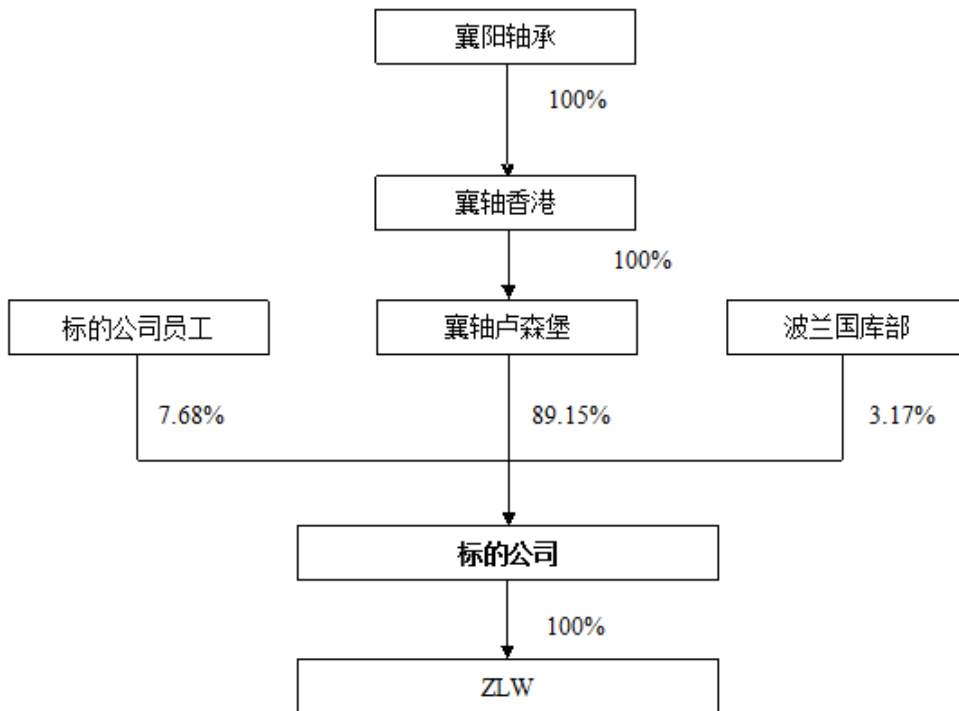 襄阳轴承
100%
襄轴香港
100%
标的公司员工
襄轴卢森堡
波兰国库部
7.68%
89.15%
3.17%
标的公司
100%
ZLW